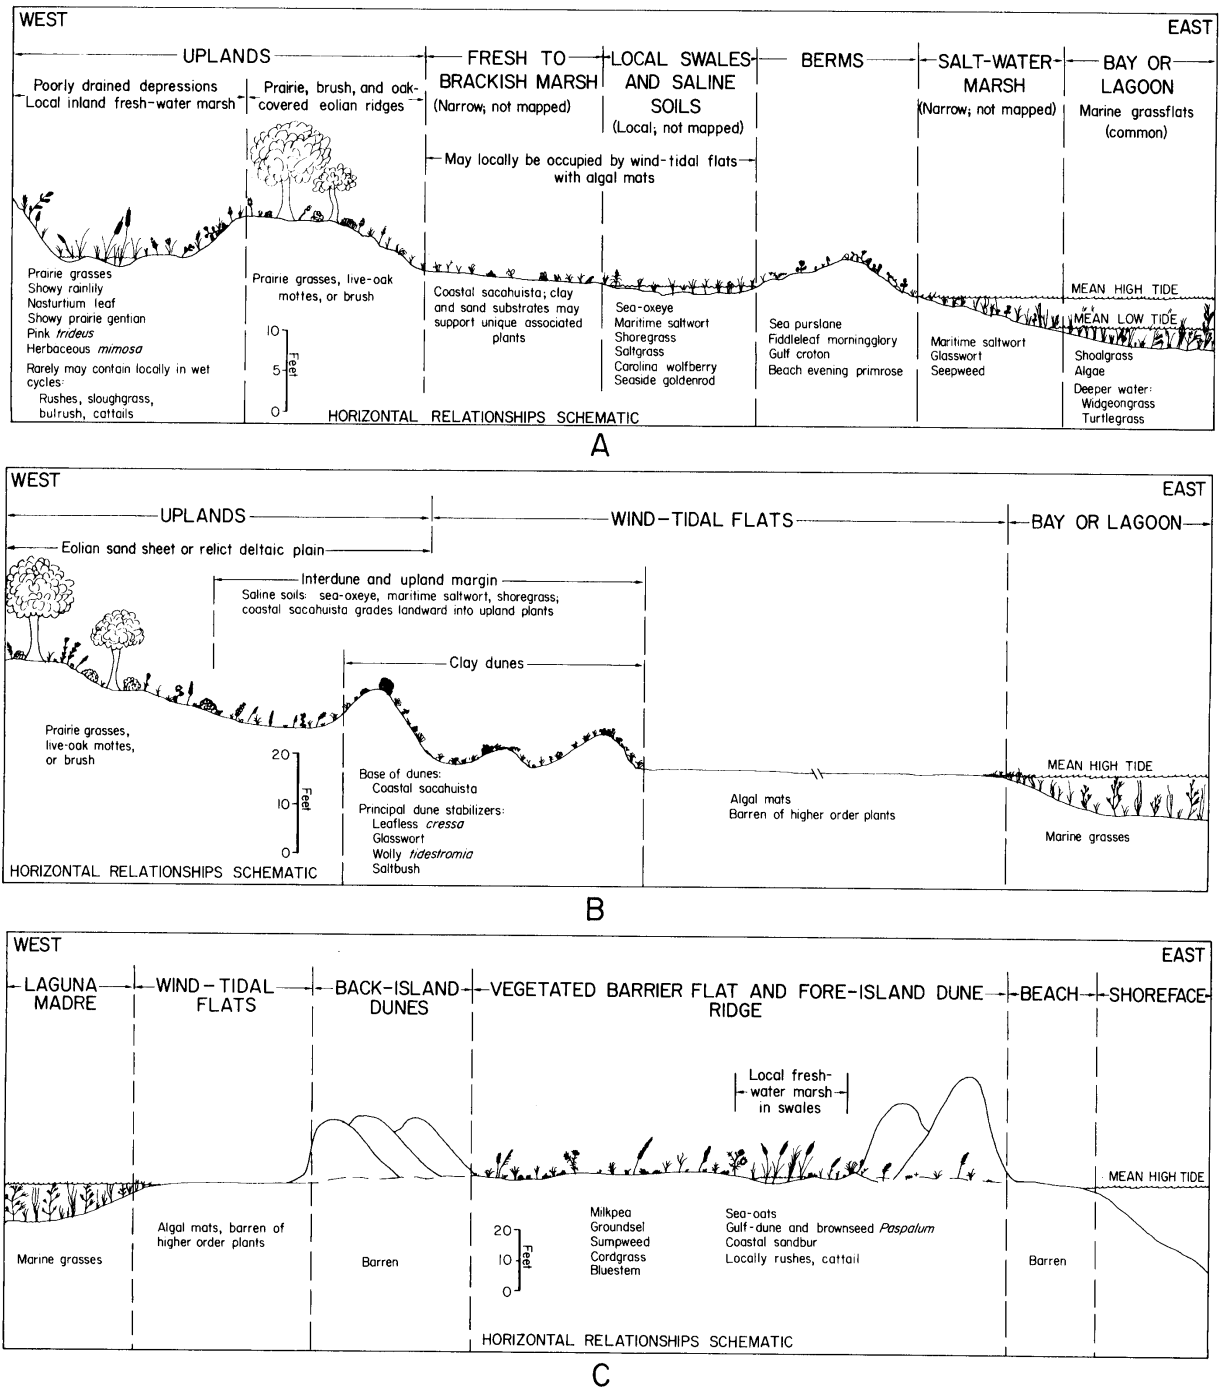 WEST
EAST
UPLANDS
FRESH TO
BRACKISH MARSH
(Narrow; not mapped)
LOCAL SWALES
AND SALINE
SOILS
(Local; not mapped)
BERMS
SALT-WATER
MARSH
(Narrow; not mapped)
BAY OR
LAGOON
Marine grassflats
(common)
Poorly drained depressions
Local inland fresh-water marsh
Prairie, brush, and oak-
covered eolian ridges
May locally be occupied by wind-tidal flats
with algal mats
MEAN HIGH TIDE
MEAN LOW TIDE
Prairie grasses
Showy rainlily
Nasturtium leaf
Showy prairie gentian
Pink trideus
Herbaceous mimosa
Rarely may contain locally in wet
cycles:
Rushes, sloughgrass,
bulrush, cattails
Prairie grasses, live-oak
mottes, or brush
10
5
0
Feet
Coastal sacahuista; clay
and sand substrates may
support unique associated
plants
Sea-oxeye
Maritime saltwort
Shoregrass
Saltgrass
Carolina wolfberry
Seaside goldenrod
Sea purslane
Fiddleleaf morningglory
Gulf croton
Beach evening primrose
Maritime saltwort
Glasswort
Seepweed
Shoalgrass
Algae
Deeper water:
Widgeongrass
Turtlegrass
HORIZONTAL RELATIONSHIPS SCHEMATIC
A
WEST
EAST
UPLANDS
WIND-TIDAL FLATS
BAY OR LAGOON
Eolian sand sheet or relict deltaic plain
Interdune and upland margin
Saline soils: sea-oxeye, maritime saltwort, shoregrass;
coastal sacahuista grades landward into upland plants
Clay dunes
Prairie grasses,
live-oak mottes,
or brush
20
10
0
Feet
Base of dunes:
Coastal sacahuista
Principal dune stabilizers:
Leafless cressa
Glasswort
Wolly tidestromia
Saltbush
Algal mats
Barren of higher order plants
MEAN HIGH TIDE
Marine grasses
HORIZONTAL RELATIONSHIPS SCHEMATIC
B
WEST
EAST
LAGUNA
MADRE
WIND-TIDAL
FLATS
BACK-ISLAND
DUNES
VEGETATED BARRIER FLAT AND FORE-ISLAND DUNE
RIDGE
BEACH
SHOREFACE
Local fresh-
water marsh
in swales
MEAN HIGH TIDE
Marine grasses
Algal mats, barren of
higher order plants
Barren
20
10
0
Feet
Milkpea
Groundsel
Sumpweed
Cordgrass
Bluestem
Sea-oats
Gulf-dune and brownseed Paspalum
Coastal sandbur
Locally rushes, cattail
Barren
HORIZONTAL RELATIONSHIPS SCHEMATIC
C